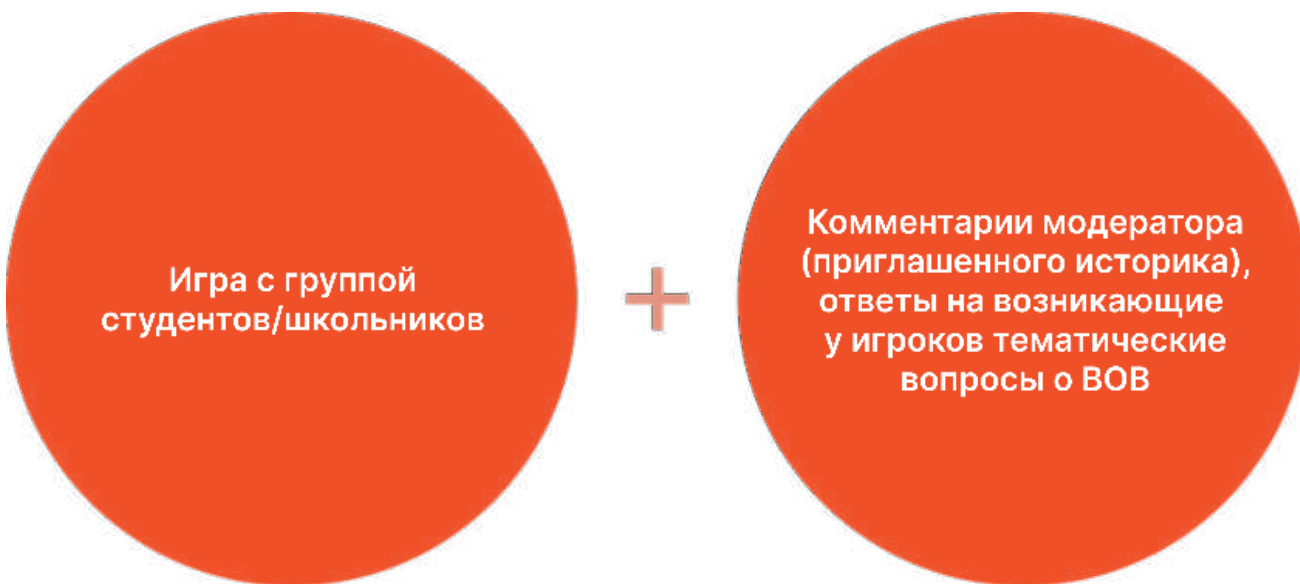 Игра с группой
студентов/школьников
+
Комментарии модератора
(приглашенного историка),
ответы на возникающие
у игроков тематические
вопросы о ВОВ